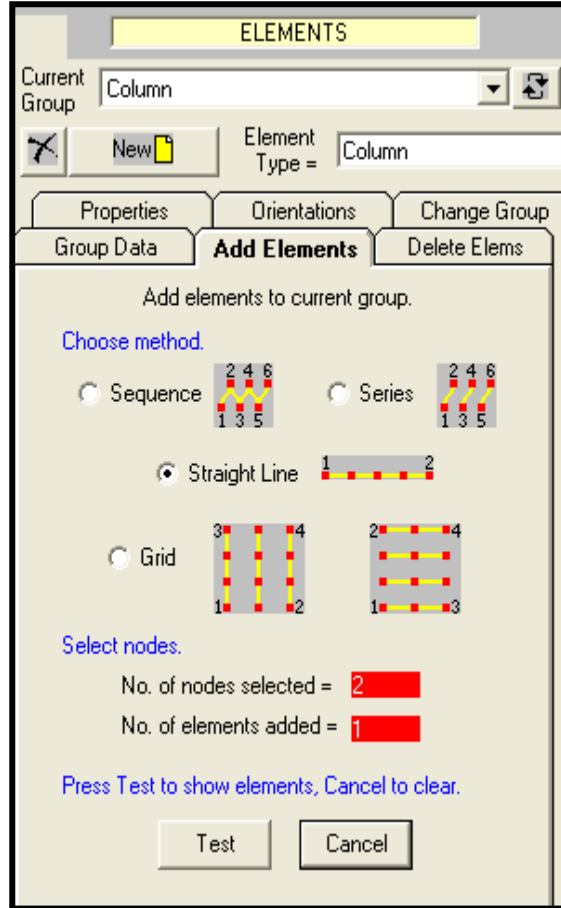 ELEMENTS
Current Group Column
New Element Type = Column
Properties Orientations Change Group
Group Data Add Elements Delete Elems
Add elements to current group.
Choose method.
2 4 6 2 4 6
Sequence Series
1 3 5 1 3 5
1 2
Straight Line
3 4 2 4
Grid
1 2 1 3
Select nodes.
No. of nodes selected = 2
No. of elements added = 1
Press Test to show elements, Cancel to clear.
Test Cancel